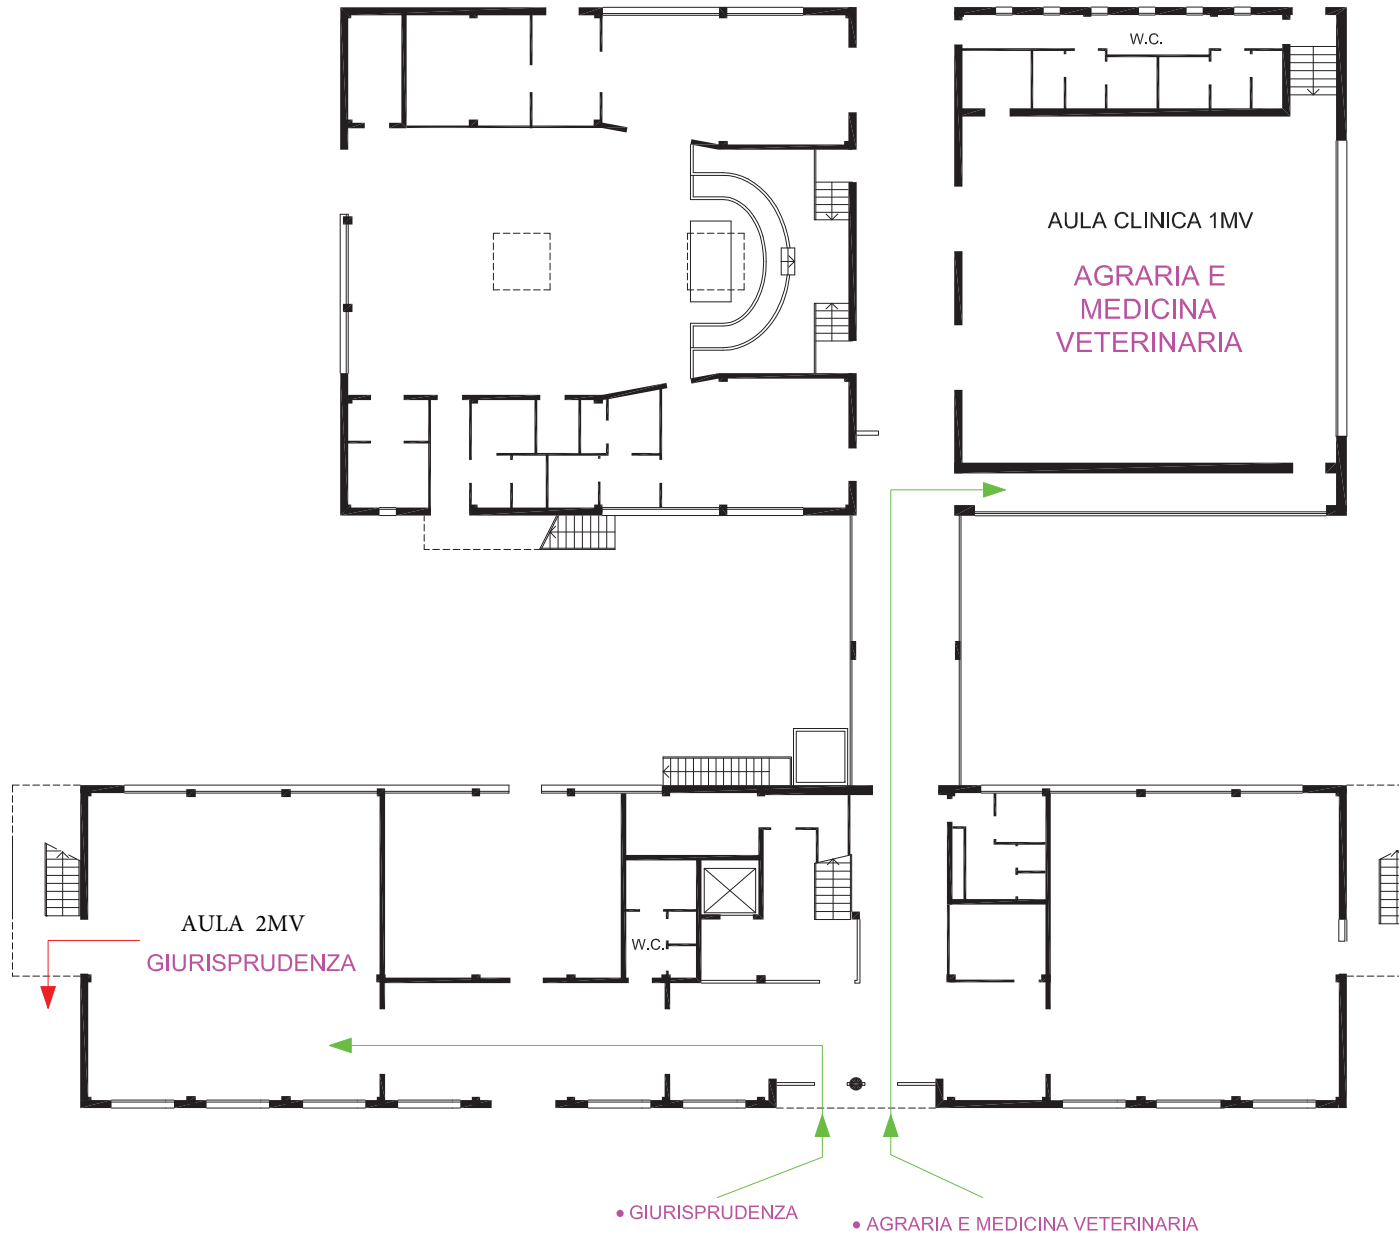 W.C.
AULA CLINICA 1MV
AGRARIA E
MEDICINA
VETERINARIA
AULA 2MV
GIURISPRUDENZA
W.C.
• GIURISPRUDENZA
• AGRARIA E MEDICINA VETERINARIA